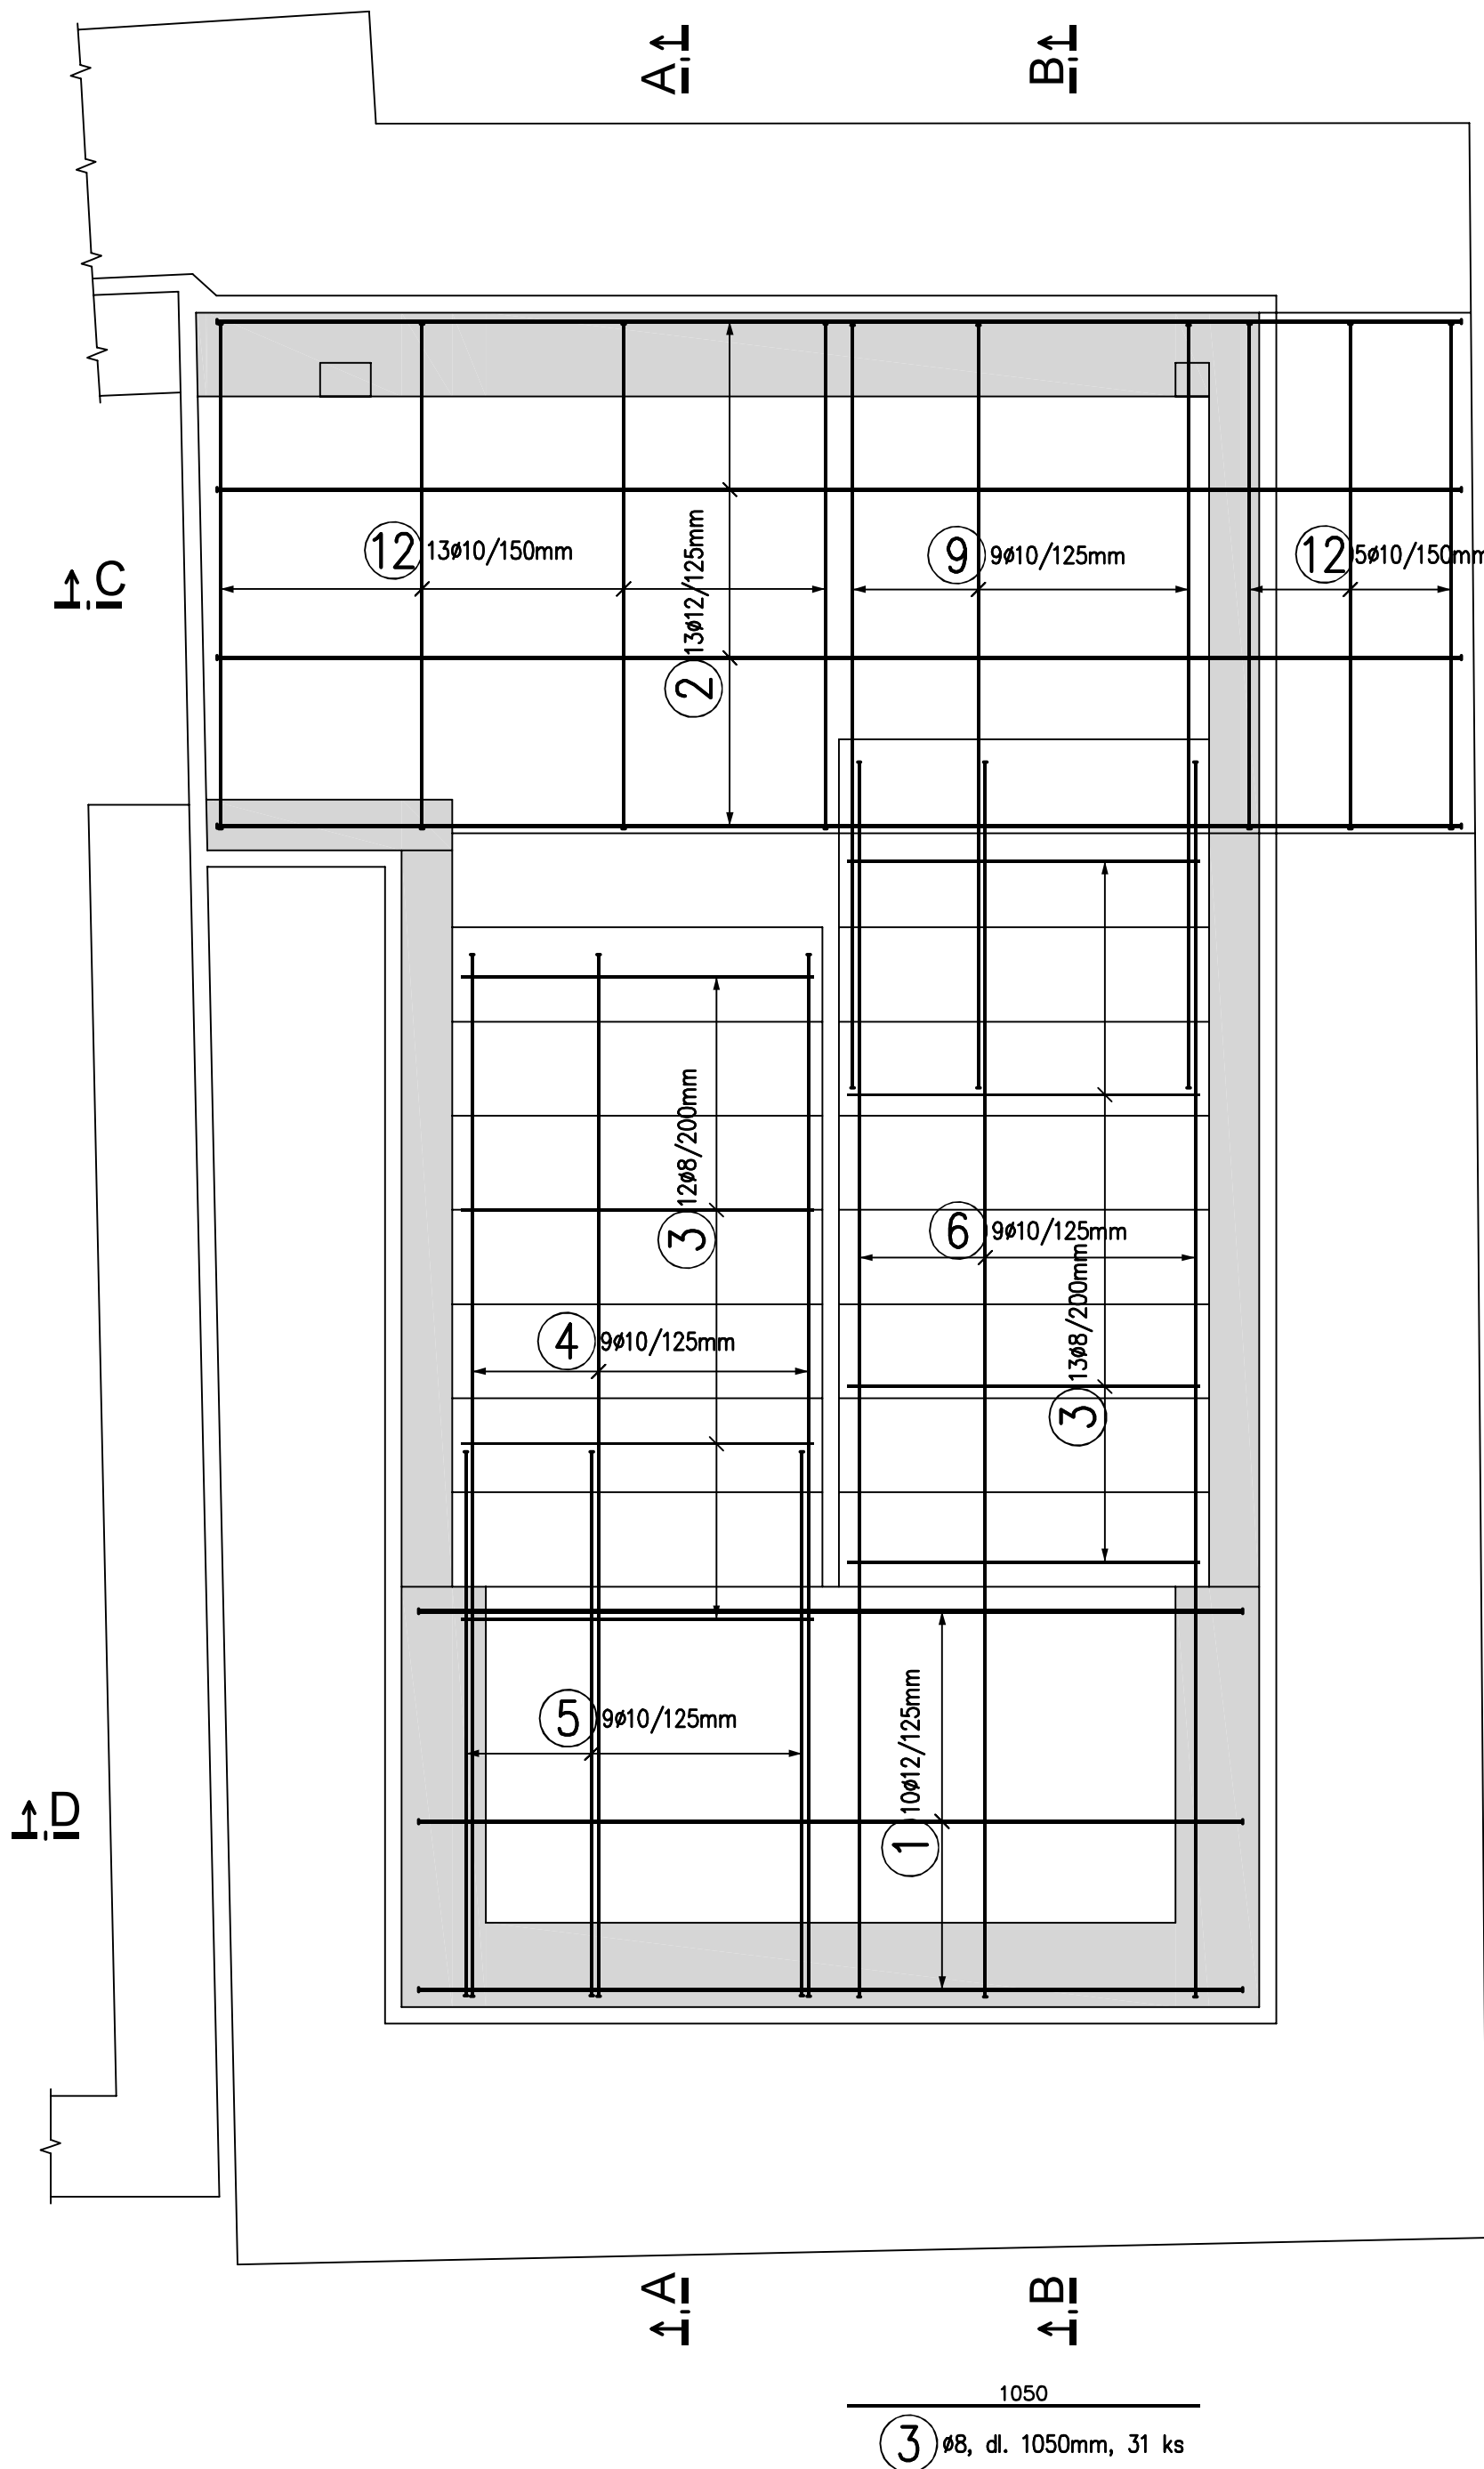 A
B
C
12 13ø10/150mm
2 13ø12/125mm
9 9ø10/125mm
12 5ø10/150mm
3 12ø8/200mm
6 9ø10/125mm
4 9ø10/125mm
3 13ø8/200mm
5 9ø10/125mm
1 10ø12/125mm
D
A
B
1050
3 ø8, dl. 1050mm, 31 ks